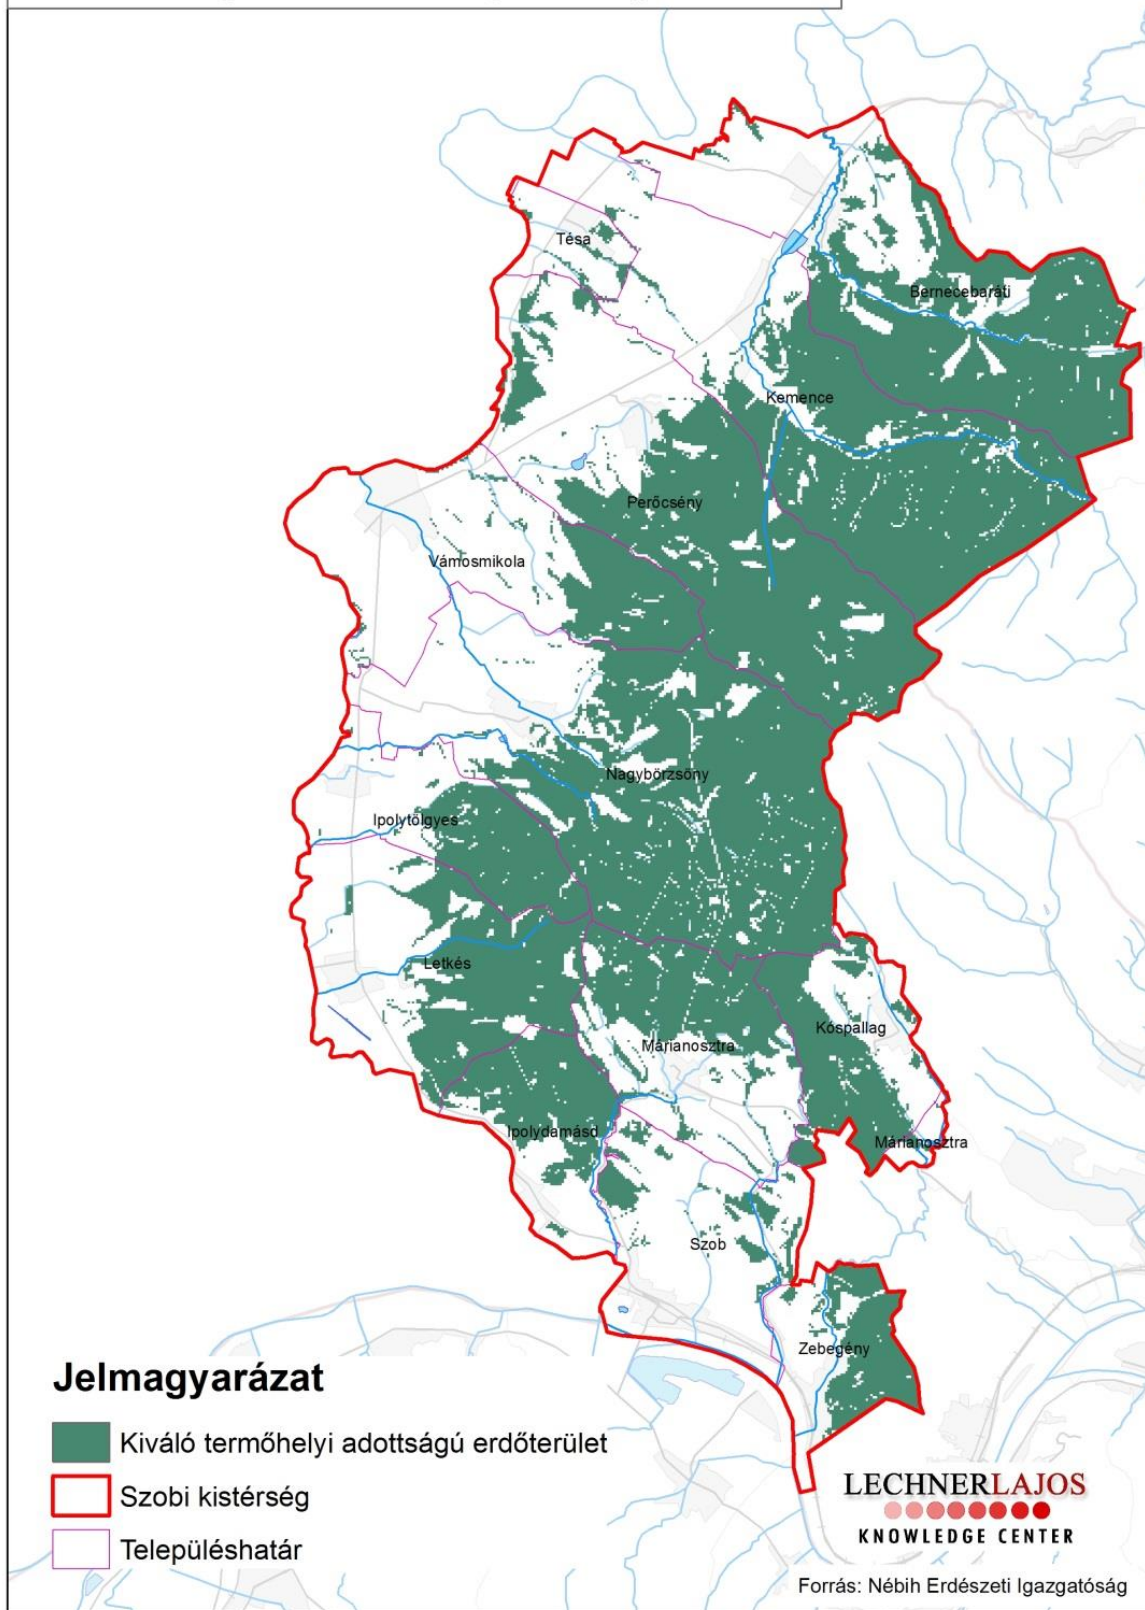 Tésa
Bernecebaráti
Kemence
Perőcsény
Vámosmikola
Nagybörzsöny
Ipolytölgyes
Letkés
Kóspallag
Márianosztra
Ipolydamásd
Márianosztra
Szob
Zebegény
Jelmagyarázat
Kiváló termőhelyi adottságú erdőterület
Szobi kistérség
Településhatár
LECHNERLAJOS
KNOWLEDGE CENTER
Forrás: Nébih Erdészeti Igazgatóság